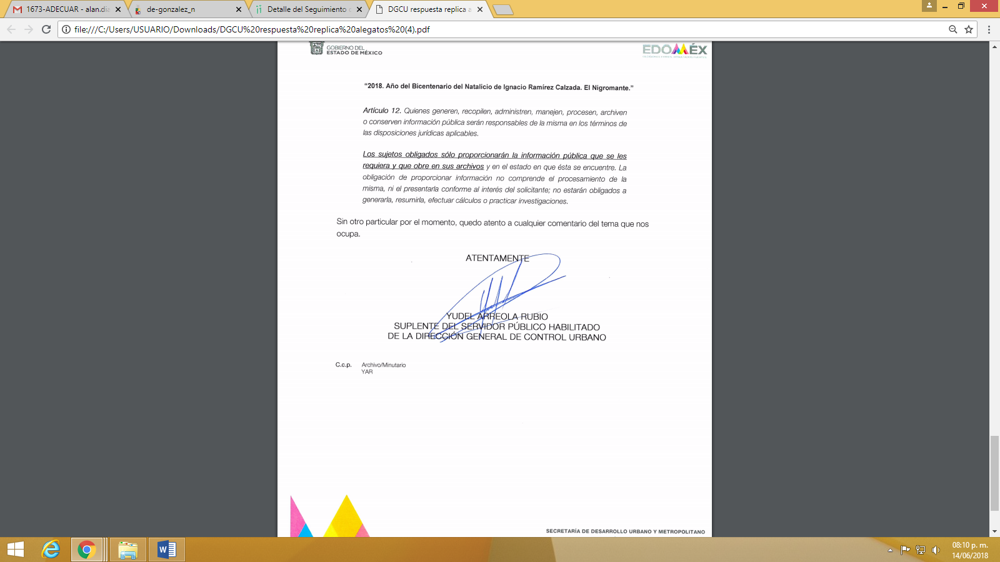 1673-ADECUAR - alan.dia
de-gonzalez_n
Detalle del Seguimiento
DGCU respuesta replica a
file:///C:/Users/USUARIO/Downloads/DGCU%20respuesta%20replica%20alegatos%20(4).pdf
GOBIERNO DEL
ESTADO DE MÉXICO
EDOMÉX
“2018. Año del Bicentenario del Natalicio de Ignacio Ramírez Calzada. El Nigromante.”
Artículo 12. Quienes generen, recopilen, administren, manejen, procesen, archiven
o conserven información pública serán responsables de la misma en los términos de
las disposiciones jurídicas aplicables.
Los sujetos obligados sólo proporcionarán la información pública que se les
requiera y que obre en sus archivos y en el estado en que ésta se encuentre. La
obligación de proporcionar información no comprende el procesamiento de la
misma, ni el presentarla conforme al interés del solicitante; no estarán obligados a
generarla, resumirla, efectuar cálculos o practicar investigaciones.
Sin otro particular por el momento, quedo atento a cualquier comentario del tema que nos
ocupa.
ATENTAMENTE
YUDEL ARREOLA RUBIO
SUPLENTE DEL SERVIDOR PÚBLICO HABILITADO
DE LA DIRECCIÓN GENERAL DE CONTROL URBANO
C.c.p. Archivo/Minutario
YAR
SECRETARÍA DE DESARROLLO URBANO Y METROPOLITANO
08:10 p. m.
14/06/2018